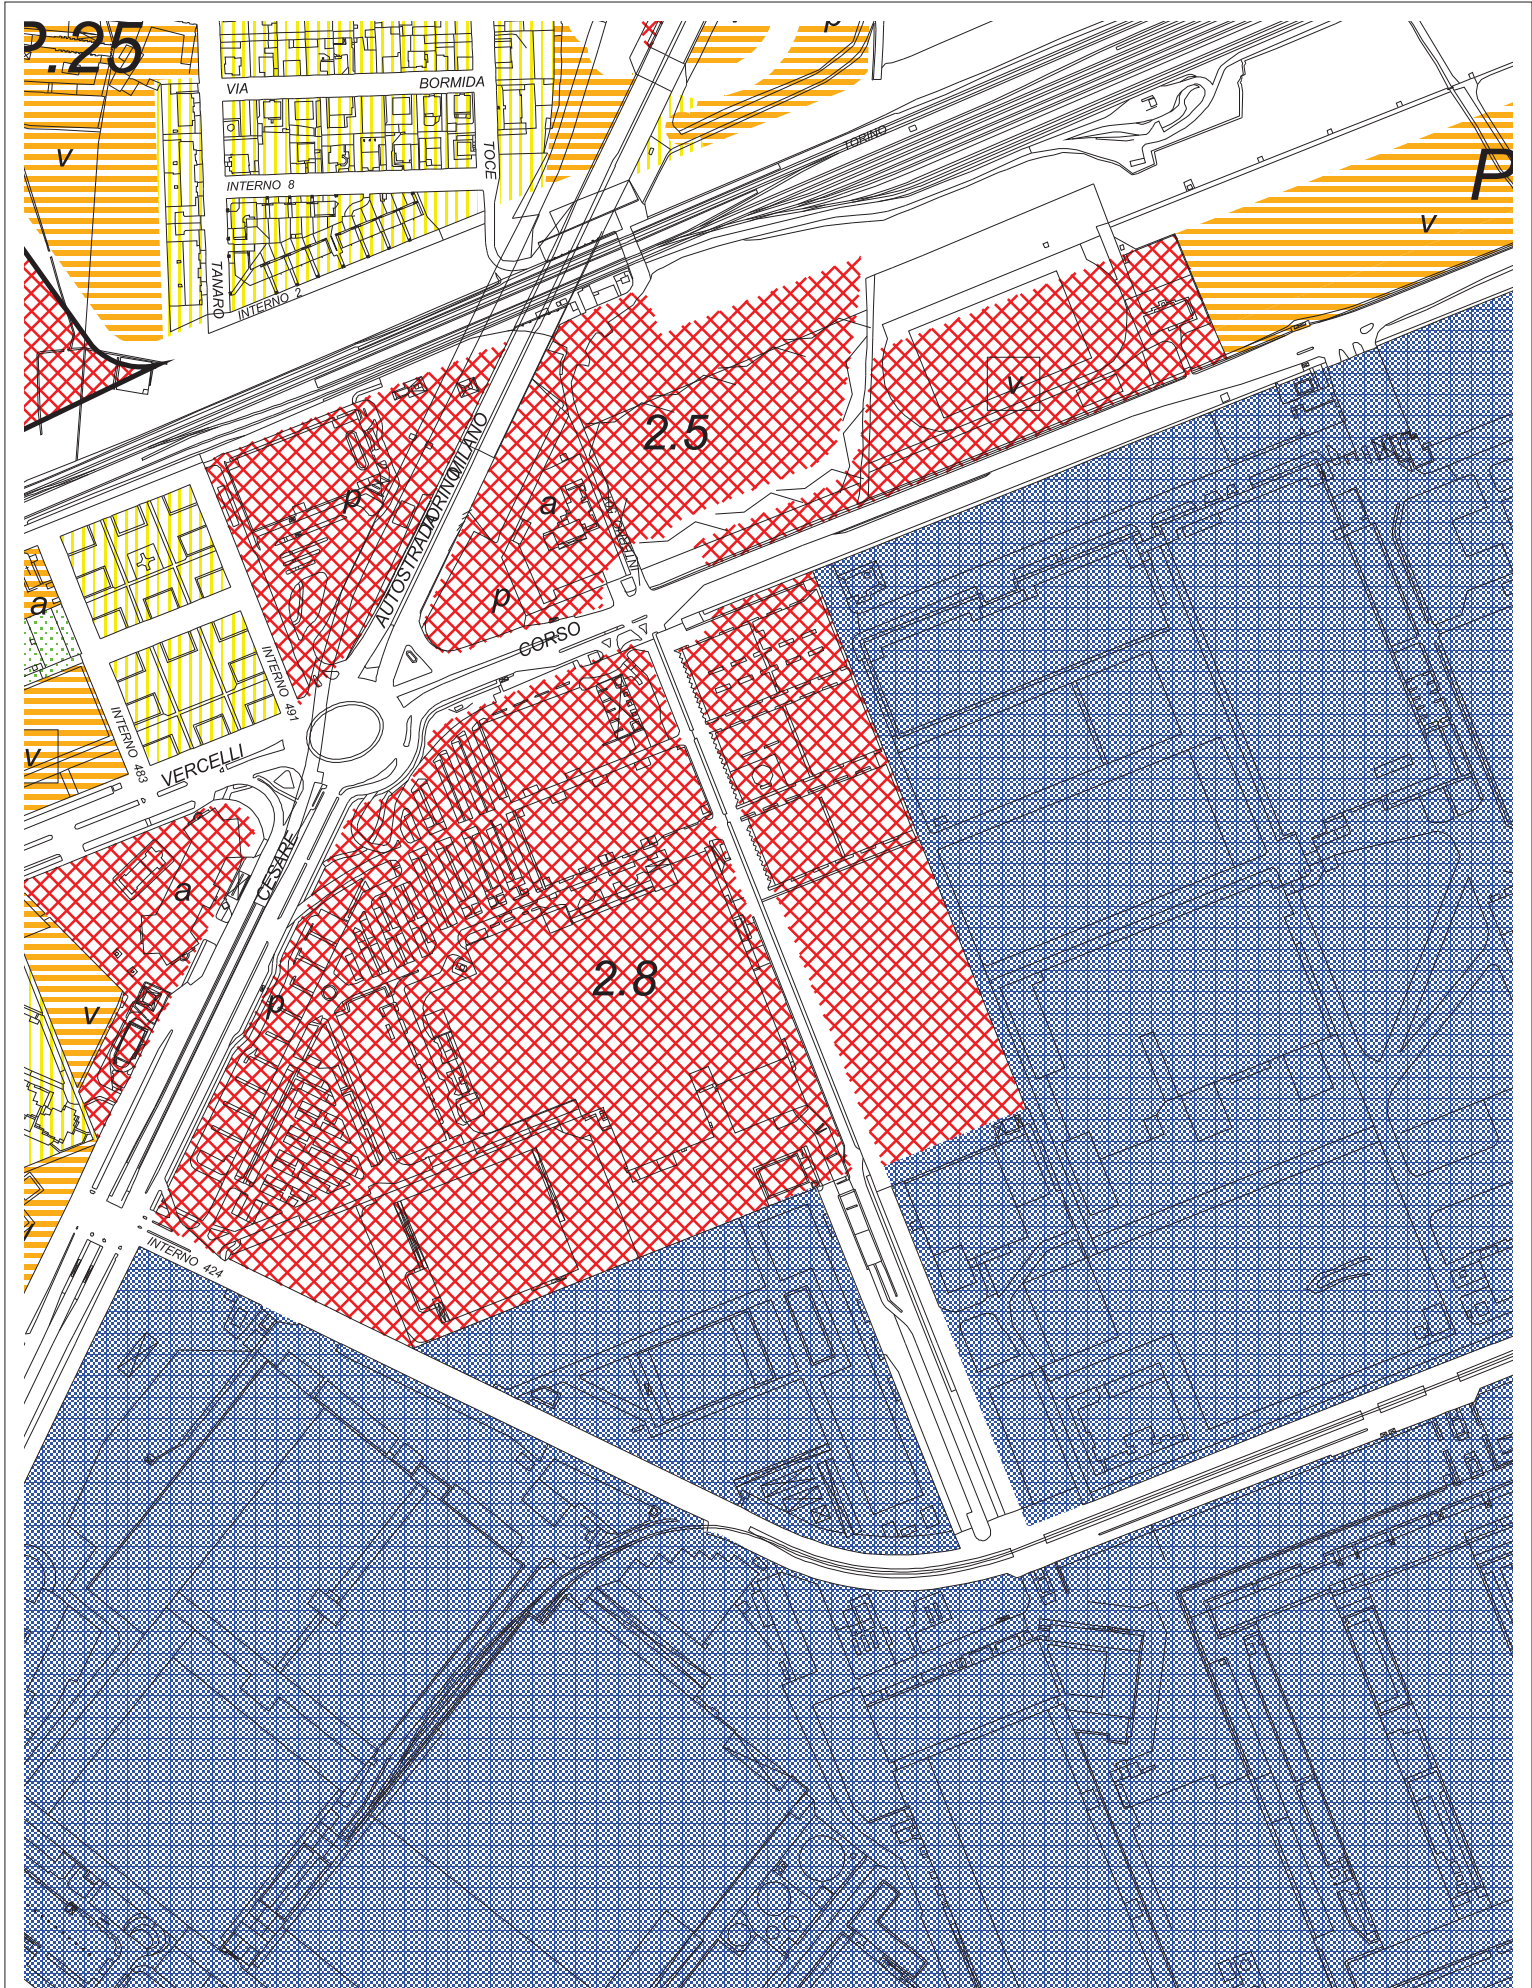 P.25
p
VIA BORMIDA
TORINO
v
TOCE
P
INTERNO 8
v
TANARO
INTERNO 2
v
2.5
AUTOSTRADA TORINO MILANO
p
a
a
p
CORSO
INTERNO 491
INTERNO 483
v
VERCELLI
CESARE
a
2.8
v
p
INTERNO 424